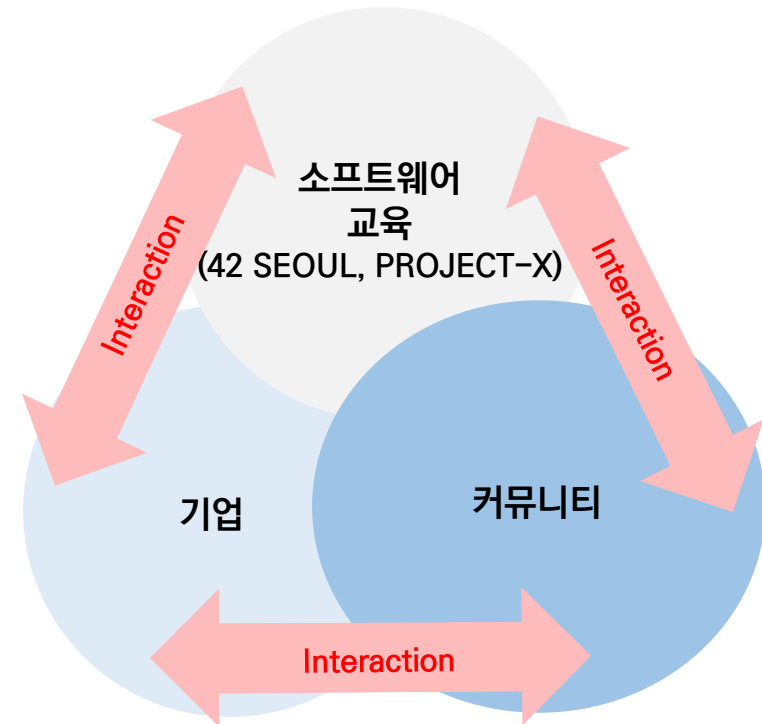 소프트웨어
교육
(42 SEOUL, PROJECT-X)
Interaction
Interaction
기업
커뮤니티
Interaction